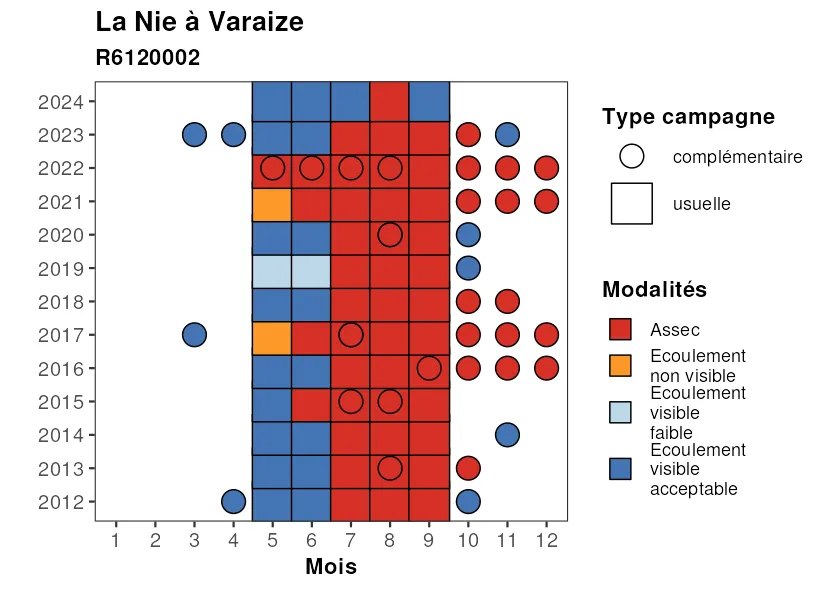 La Nie à Varaize
R6120002
2024
2023
2022
2021
2020
2019
2018
2017
2016
2015
2014
2013
2012
1 2 3 4 5 6 7 8 9 10 11 12
Mois
Type campagne
complémentaire
usuelle
Modalités
Assec
Ecoulement
non visible
Ecoulement
visible
faible
Ecoulement
visible
acceptable